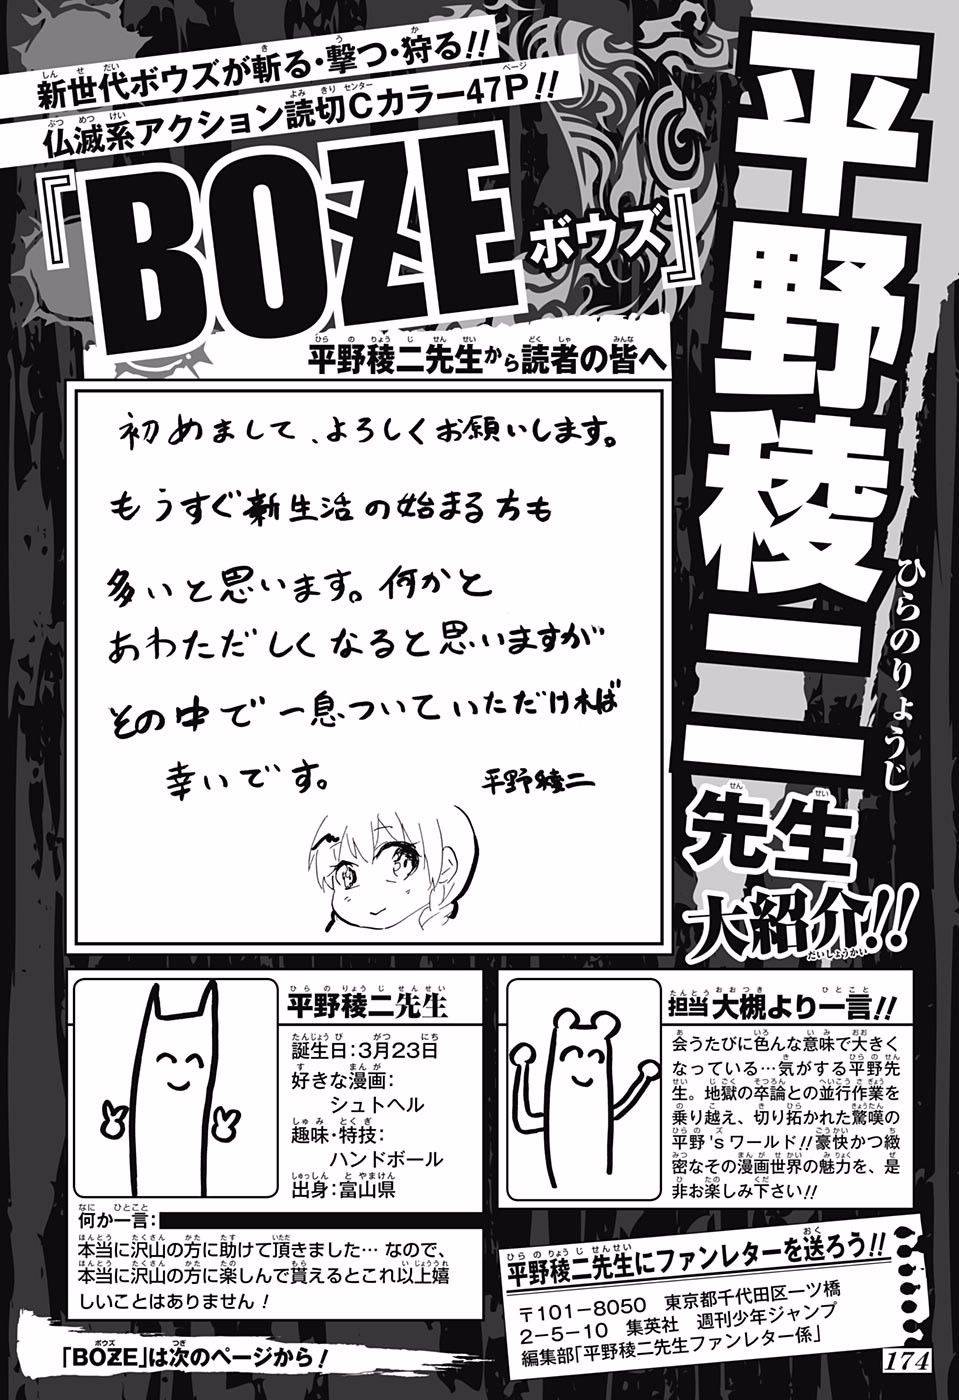 新世代ボウズが斬る・撃つ・狩る!!
仏滅系アクション読切Cカラー47P!!
『BOZE ボウズ』
平野稜二
ひらのりょうじ
先生
大紹介!!
平野稜二先生から読者の皆へ
初めまして、よろしくお願いします。
もうすぐ新生活の始まる方も
多いと思います。何かと
あわただしくなると思いますが
その中で一息ついていただければ
幸いです。 平野稜二
平野稜二先生
誕生日:3月23日
好きな漫画:
シュトヘル
趣味・特技:
ハンドボール
出身:富山県
何か一言:
本当に沢山の方に助けて頂きました…なので、
本当に沢山の方に楽しんで貰えるとこれ以上嬉
しいことはありません!
担当 大槻より一言!!
会うたびに色んな意味で大きく
なっている…気がする平野先
生。地獄の卒論との並行作業を
乗り越え、切り拓かれた驚嘆の
平野'sワールド!!豪快かつ緻
密なその漫画世界の魅力を、是
非お楽しみ下さい!!
平野稜二先生にファンレターを送ろう!!
〒101-8050 東京都千代田区一ツ橋
2-5-10 集英社 週刊少年ジャンプ
編集部「平野稜二先生ファンレター係」
「BOZE」は次のページから!
174